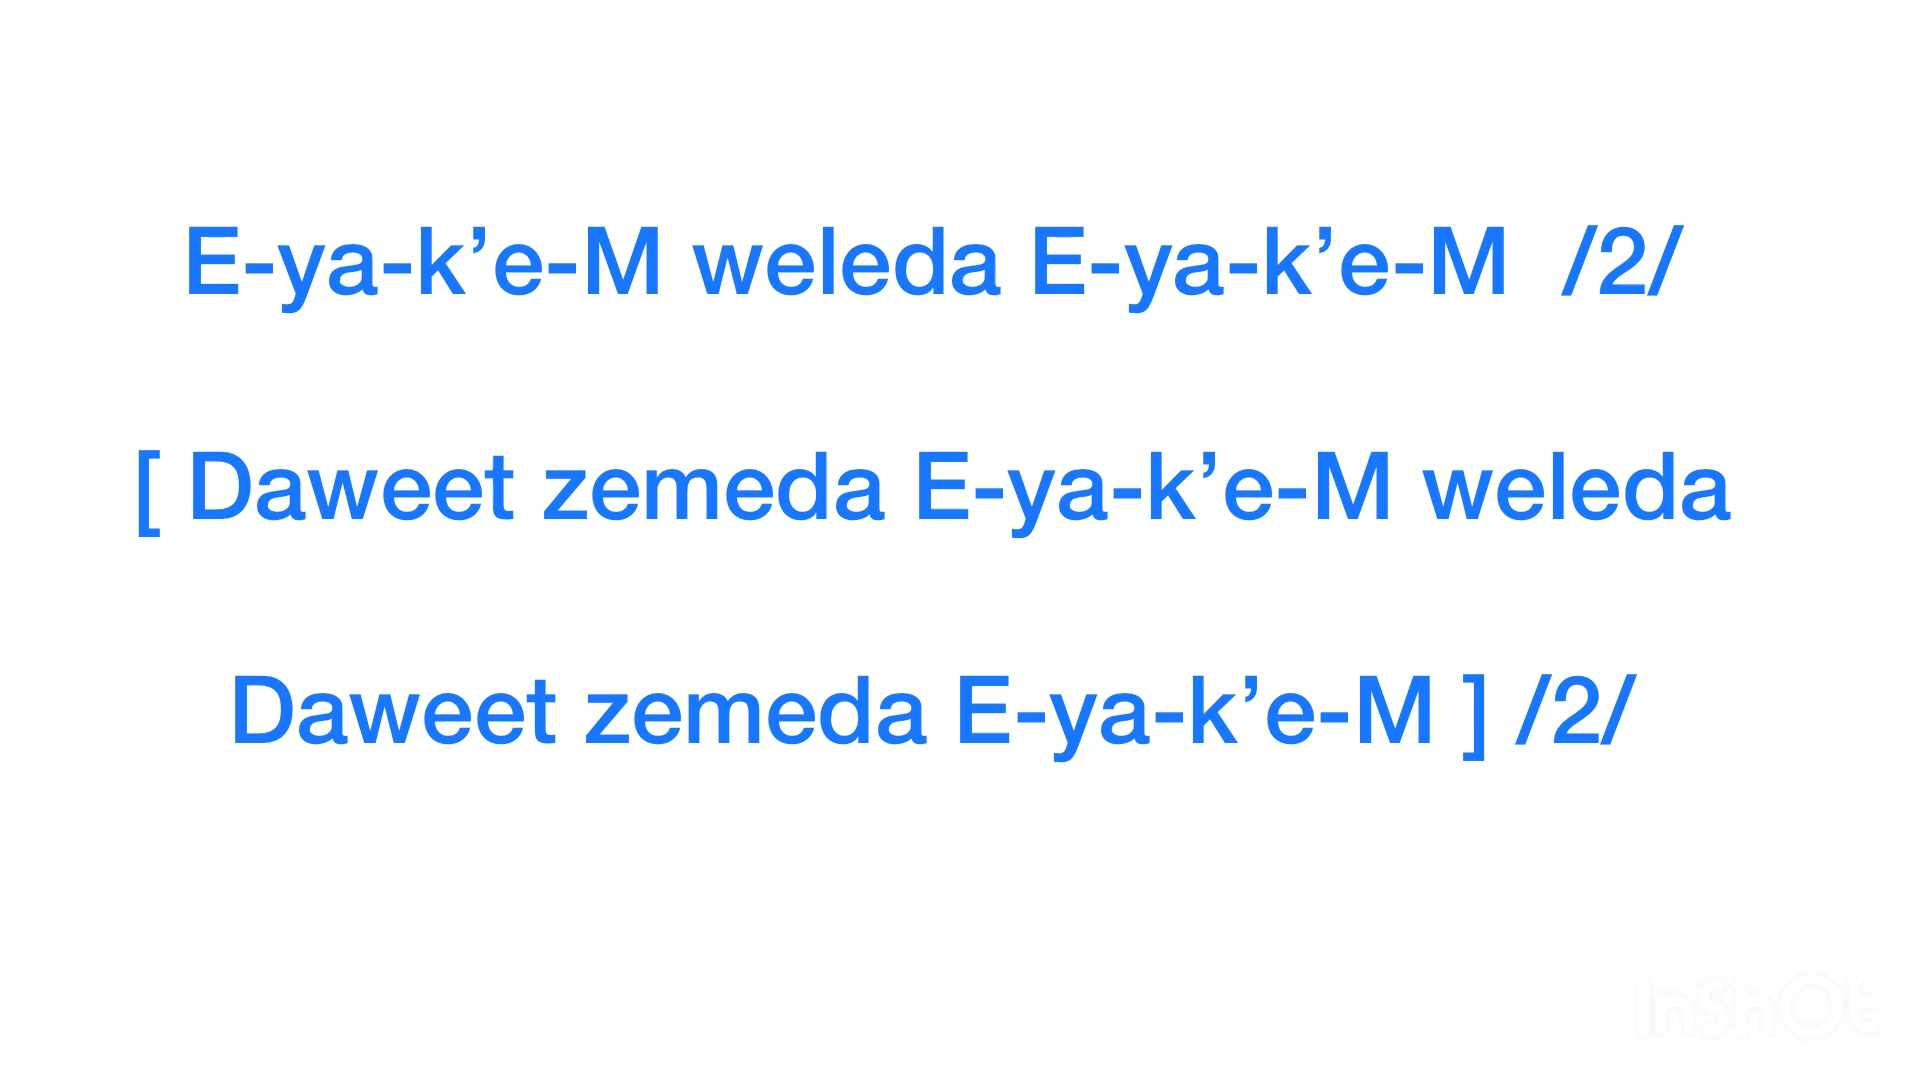 E-ya-k’e-M weleda E-ya-k’e-M /2/
[ Daweet zemeda E-ya-k’e-M weleda
Daweet zemeda E-ya-k’e-M ] /2/
InShOt